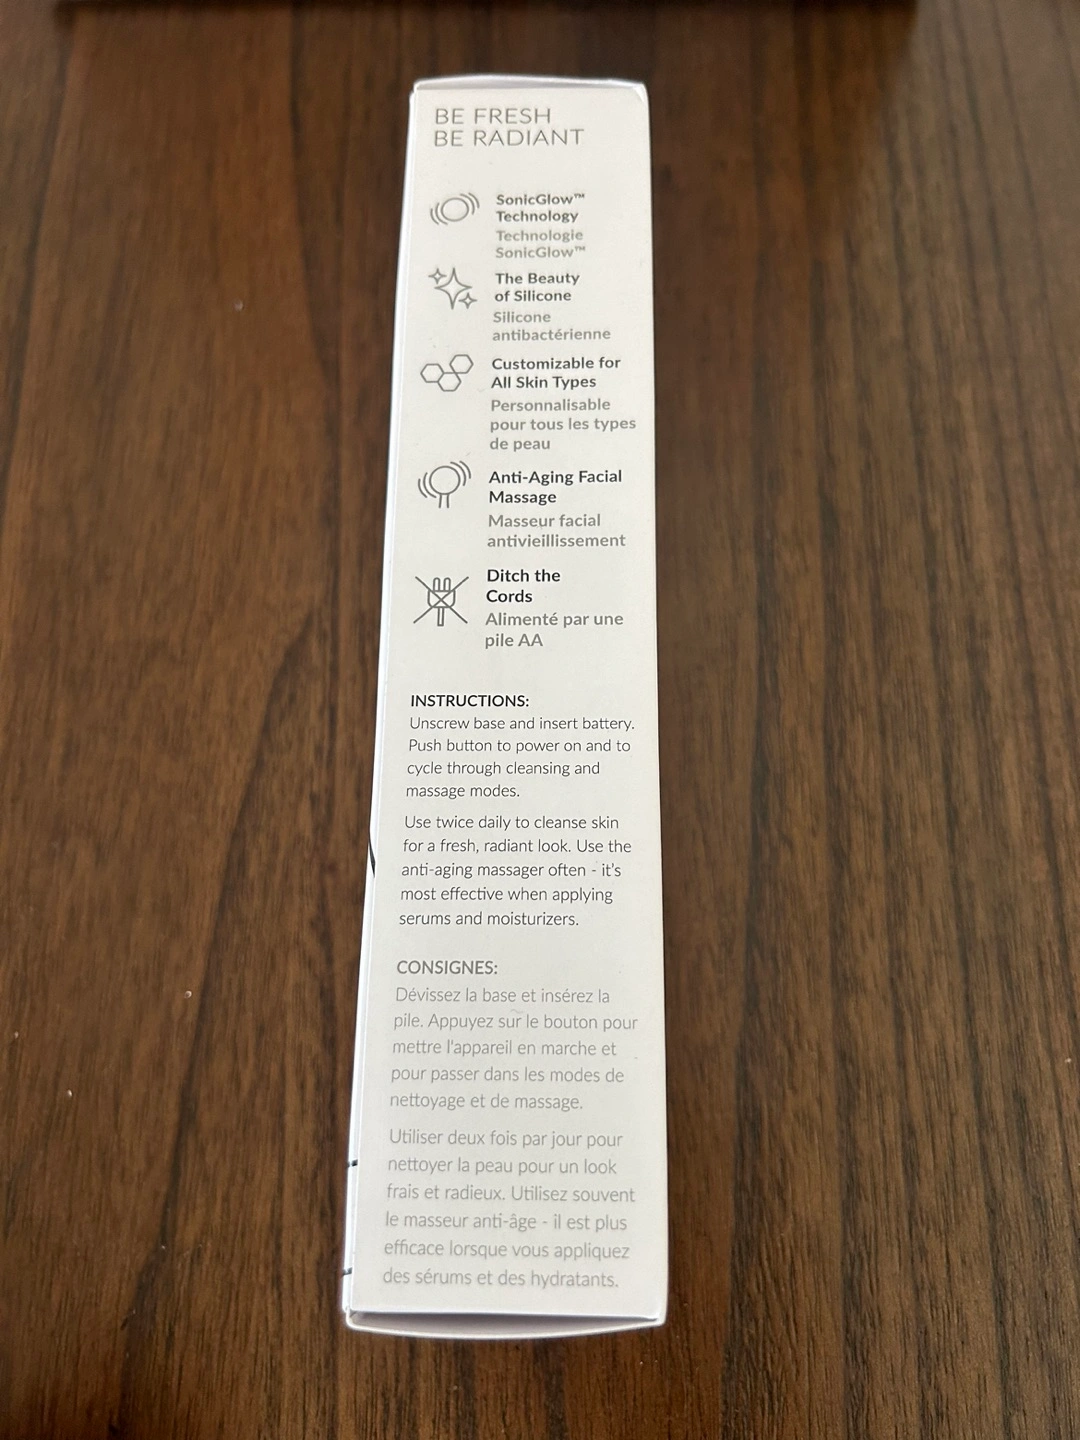 BE FRESH
BE RADIANT
SonicGlow™
Technology
Technologie
SonicGlow™
The Beauty
of Silicone
Silicone
antibactérienne
Customizable for
All Skin Types
Personnalisable
pour tous les types
de peau
Anti-Aging Facial
Massage
Masseur facial
antivieillissement
Ditch the
Cords
Alimenté par une
pile AA
INSTRUCTIONS:
Unscrew base and insert battery.
Push button to power on and to
cycle through cleansing and
massage modes.
Use twice daily to cleanse skin
for a fresh, radiant look. Use the
anti-aging massager often - it's
most effective when applying
serums and moisturizers.
CONSIGNES:
Dévissez la base et insérez la
pile. Appuyez sur le bouton pour
mettre l'appareil en marche et
pour passer dans les modes de
nettoyage et de massage.
Utiliser deux fois par jour pour
nettoyer la peau pour un look
frais et radieux. Utilisez souvent
le masseur anti-âge - il est plus
efficace lorsque vous appliquez
des sérums et des hydratants.